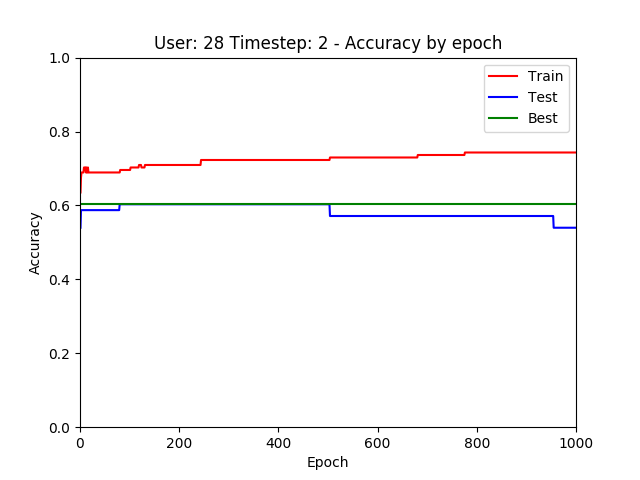 User: 28 Timestep: 2 - Accuracy by epoch
1.0
Train
Test
Best
0.8
0.6
Accuracy
0.4
0.2
0.0
0 200 400 600 800 1000
Epoch